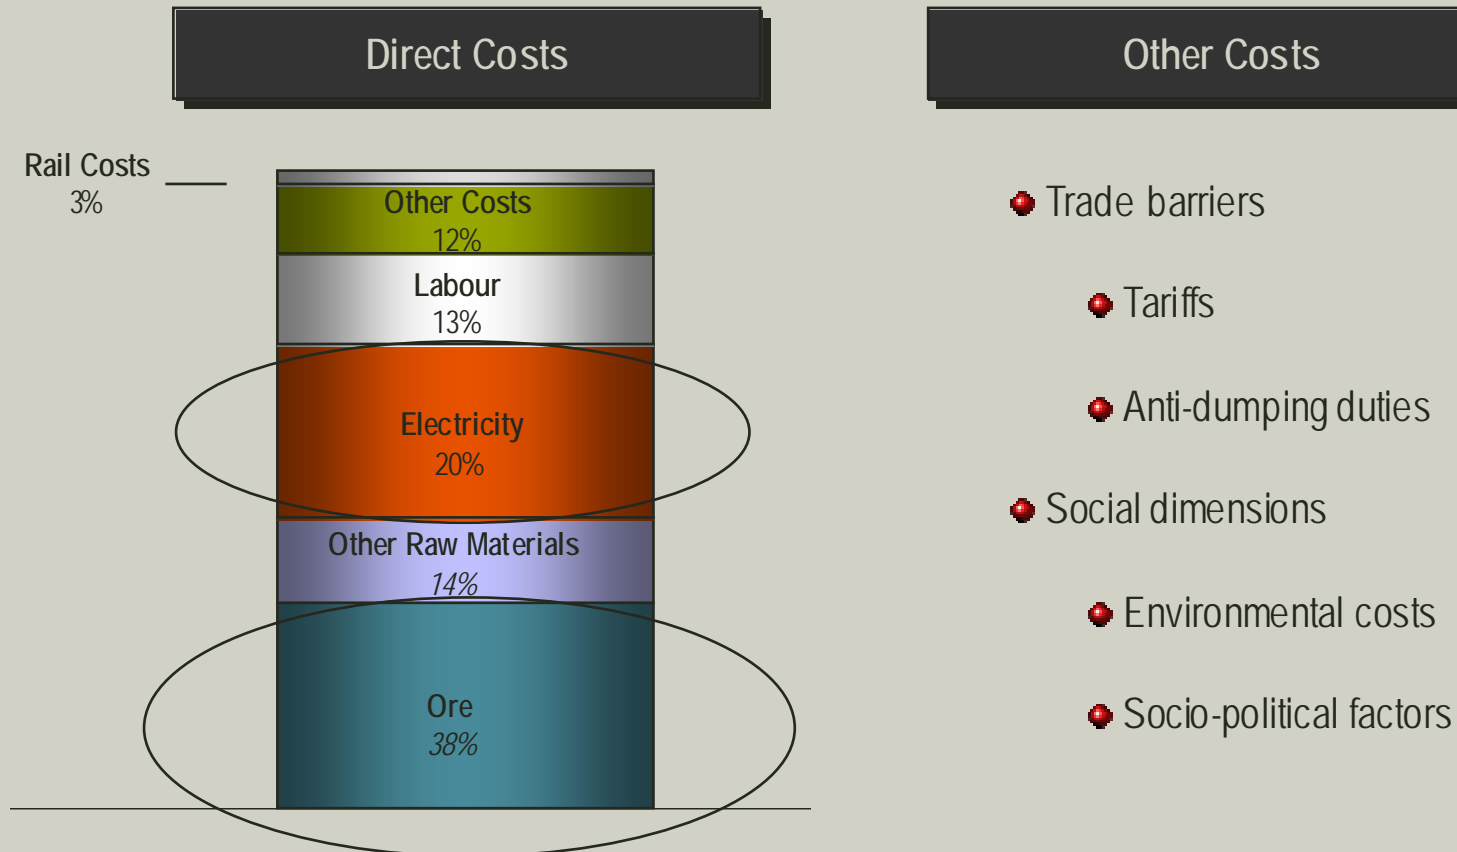 Direct Costs
Rail Costs
3%
Other Costs
12%
Labour
13%
Electricity
20%
Other Raw Materials
14%
Ore
38%
Other Costs
Trade barriers
Tariffs
Anti-dumping duties
Social dimensions
Environmental costs
Socio-political factors